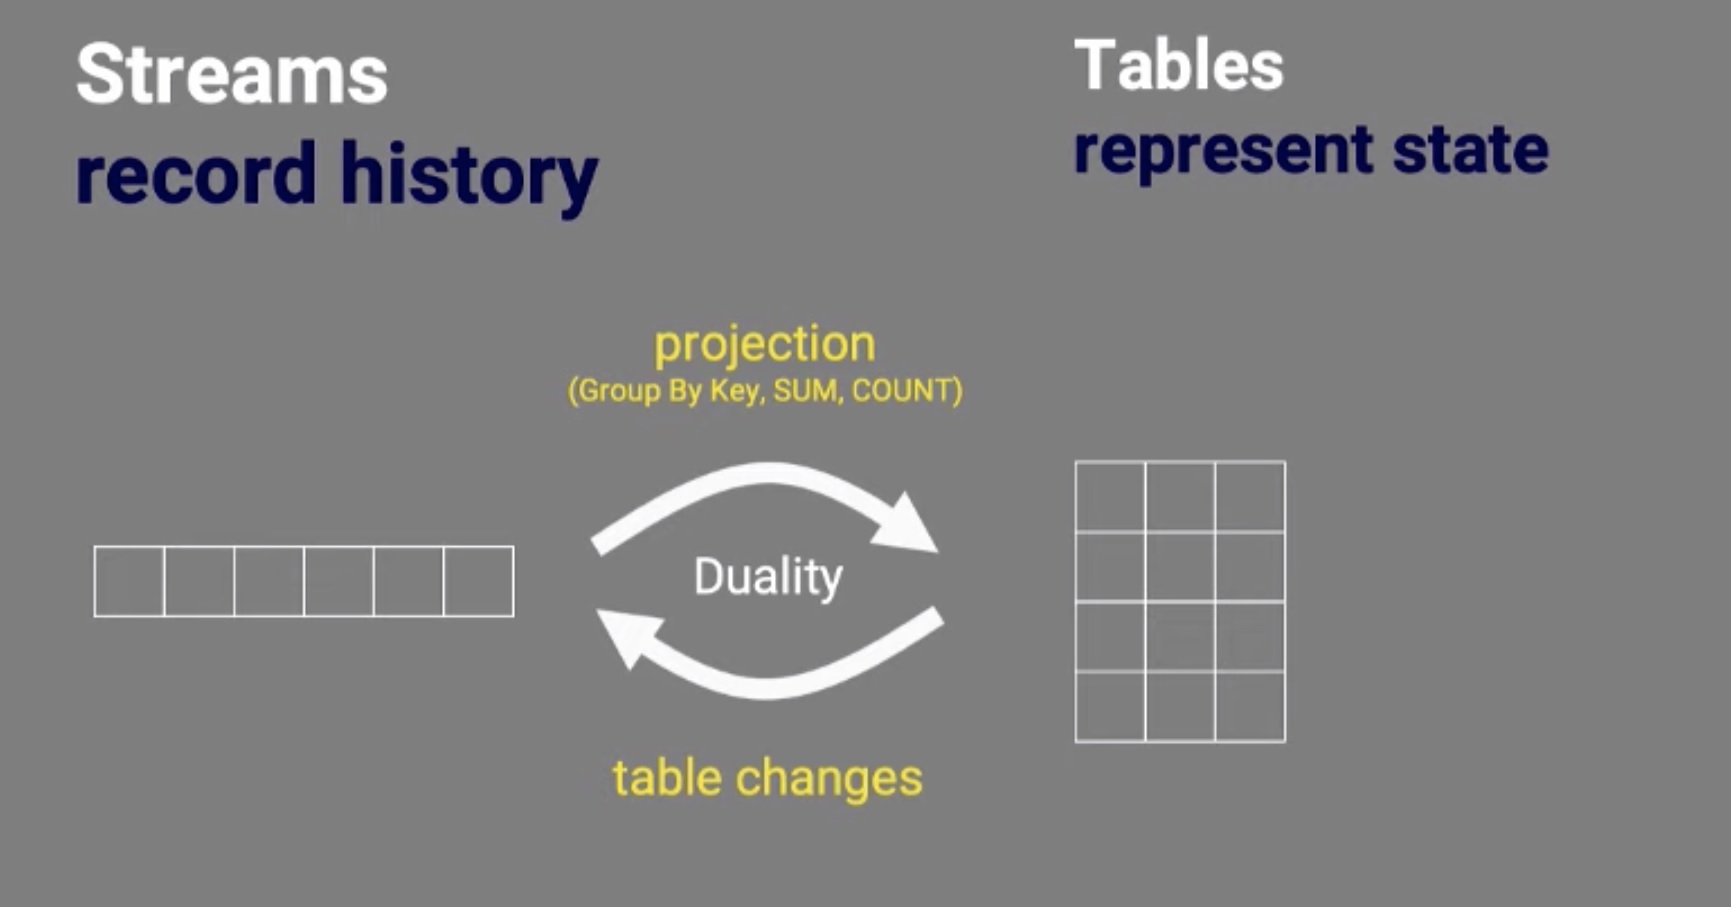 Streams
record history
Tables
represent state
projection
(Group By Key, SUM, COUNT)
Duality
table changes